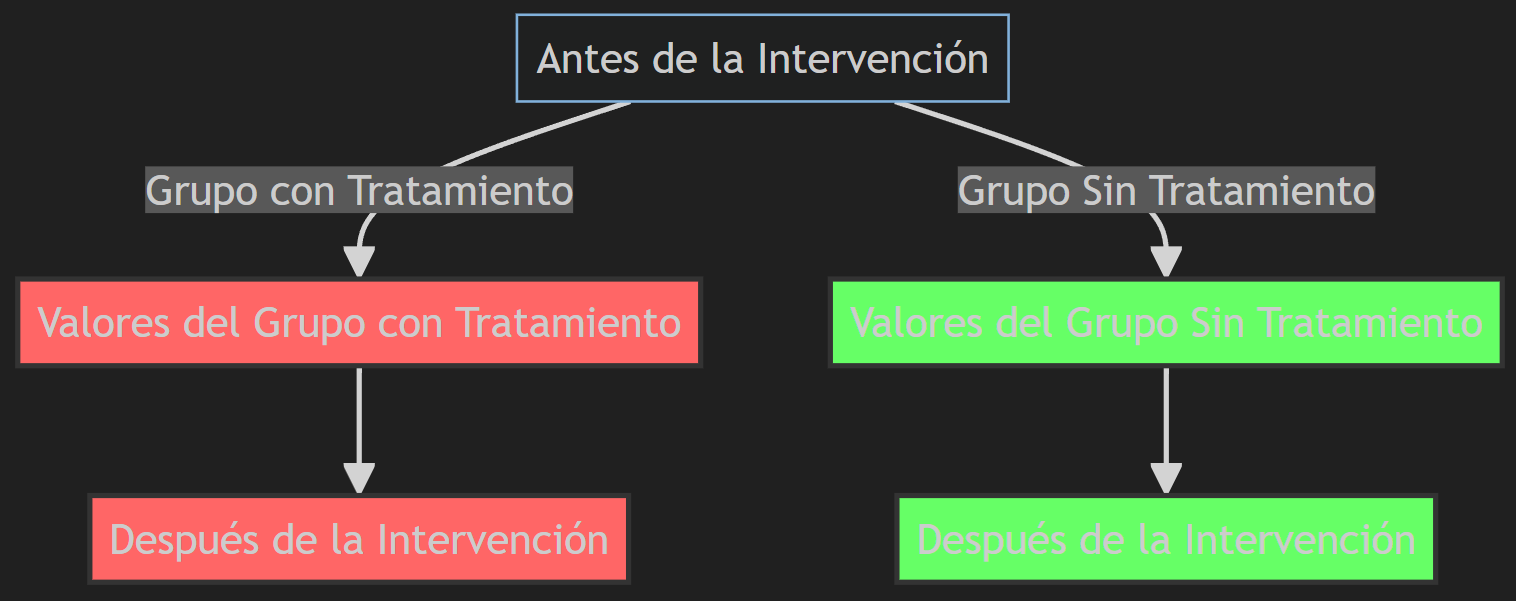 Antes de la Intervención
Grupo con Tratamiento
Grupo Sin Tratamiento
Valores del Grupo con Tratamiento
Valores del Grupo Sin Tratamiento
Después de la Intervención
Después de la Intervención